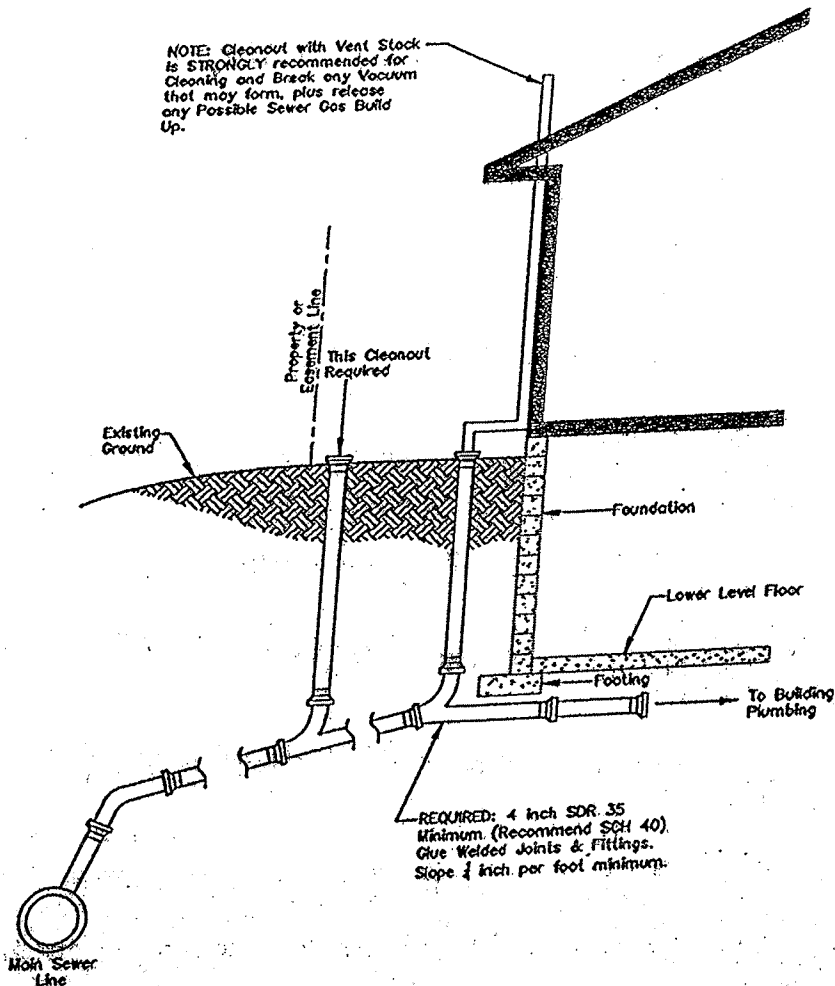 NOTE: Cleanout with Vent Stack
is STRONGLY recommended for
Cleaning and Break any Vacuum
that may form, plus release
any Possible Sewer Gas Build
Up.
Property or
Easement Line
This Cleanout
Required
Existing
Ground
Foundation
Lower Level Floor
Footing
To Building
Plumbing
REQUIRED: 4 inch SDR 35
Minimum. (Recommend SCH 40)
Glue Welded Joints & Fittings.
Slope inch per foot minimum.
Main Sewer
Line